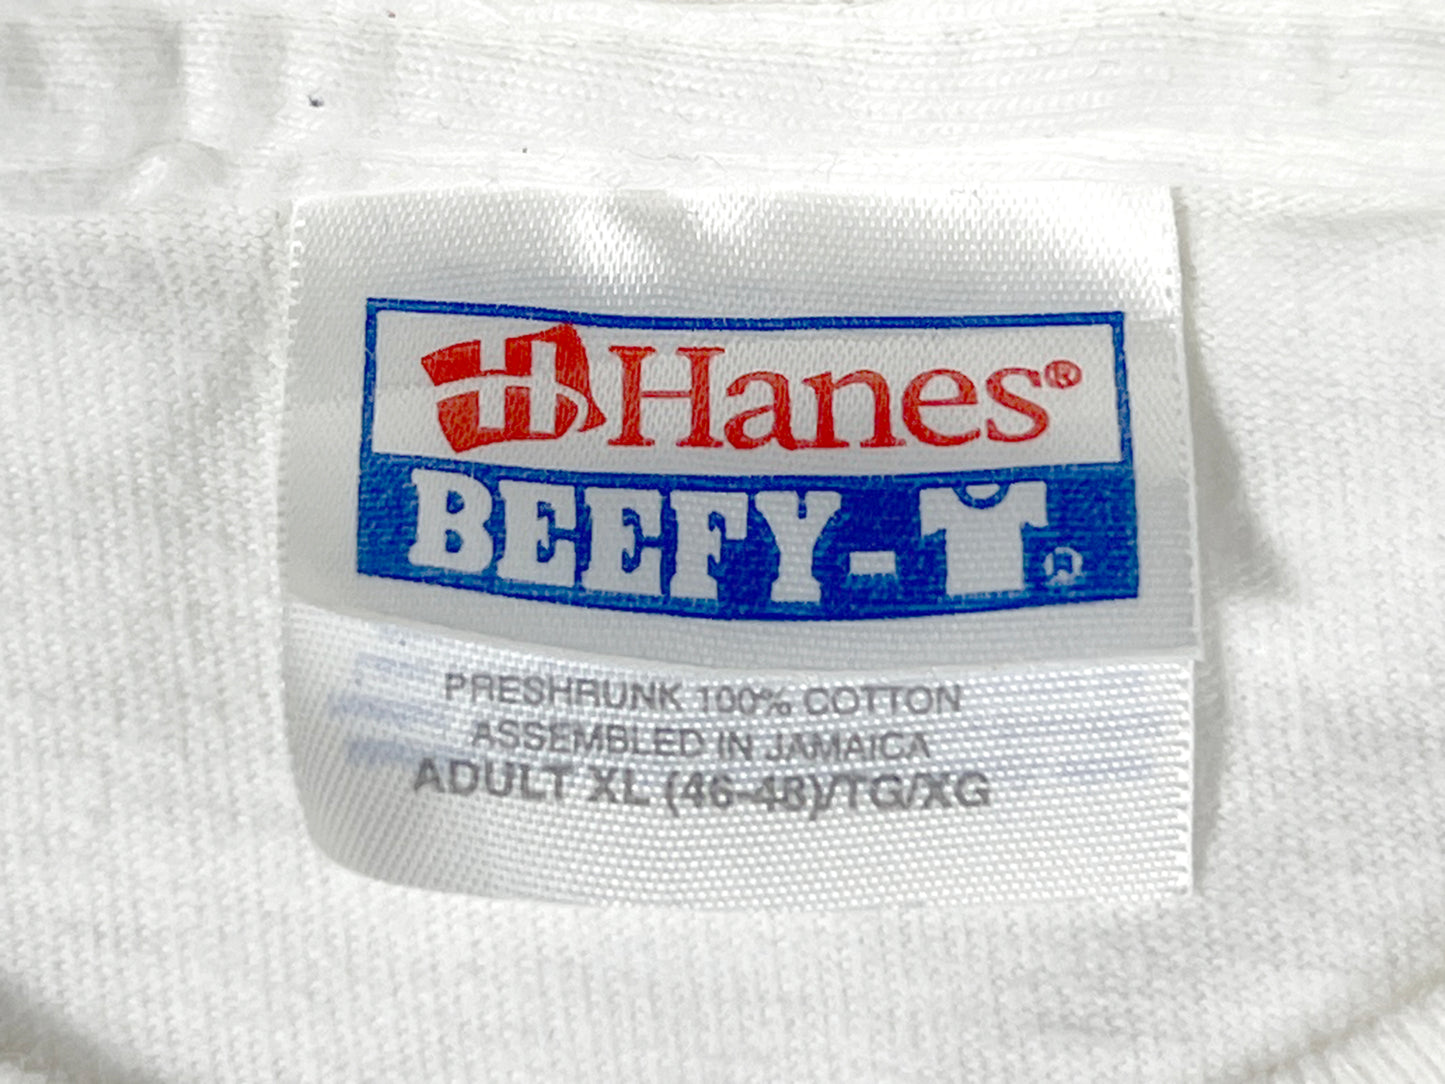 H Hanes®
BEEFY-T®
PRESHRUNK 100% COTTON
ASSEMBLED IN JAMAICA
ADULT XL (46-48)/TG/XG